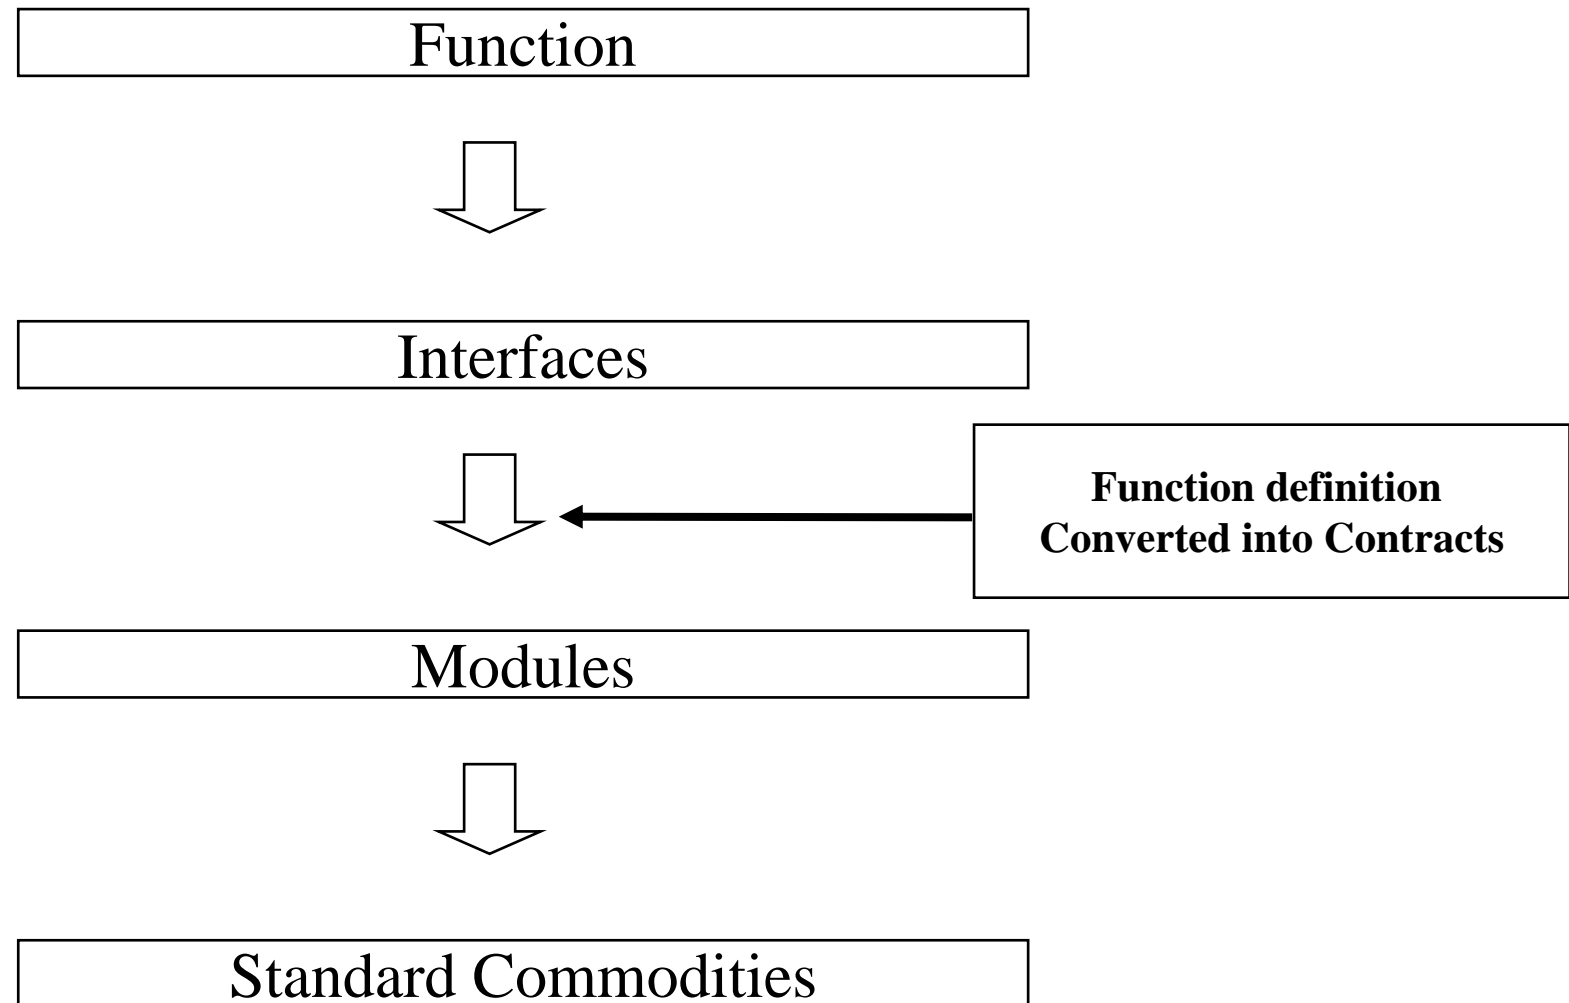 Function
Interfaces
Function definition
Converted into Contracts
Modules
Standard Commodities